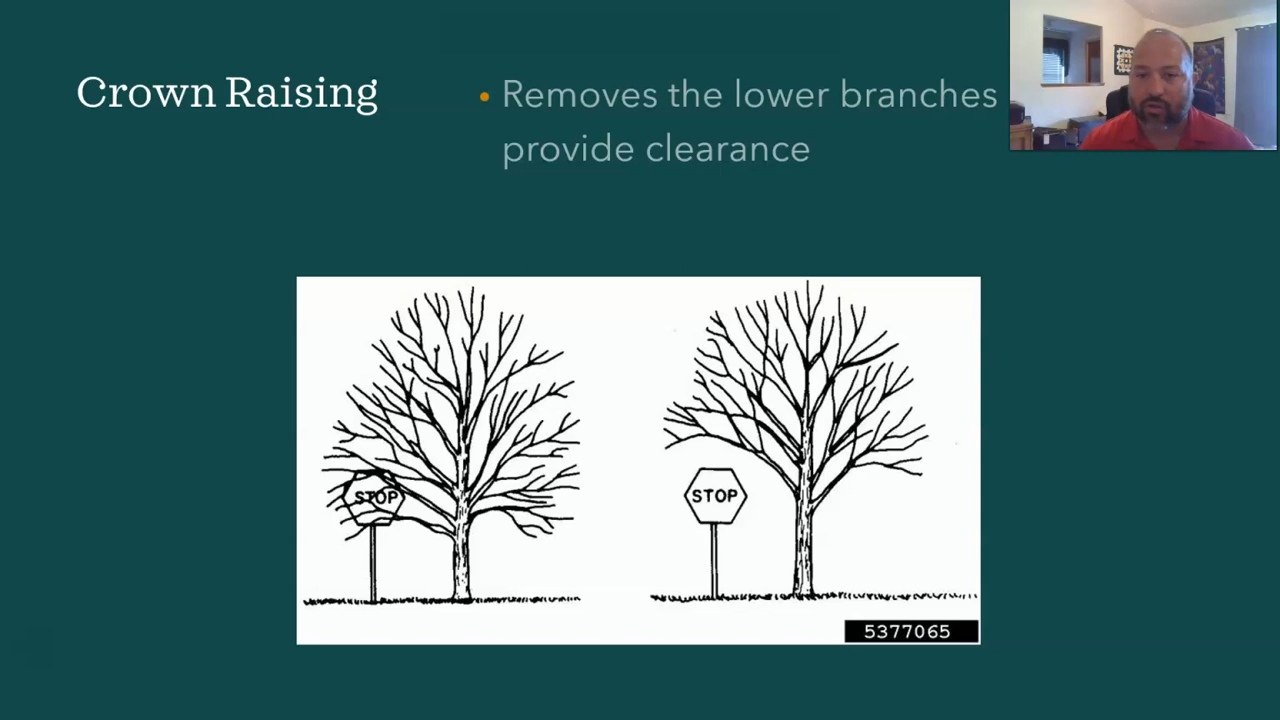 Crown Raising
• Removes the lower branches
provide clearance
STOP
STOP
5377065